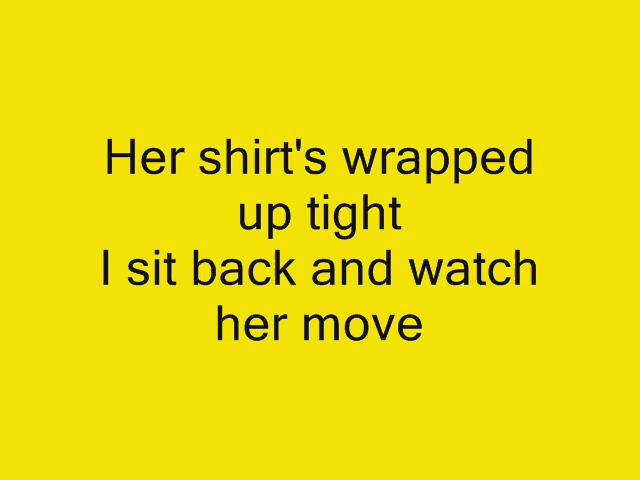 Her shirt's wrapped
up tight
I sit back and watch
her move